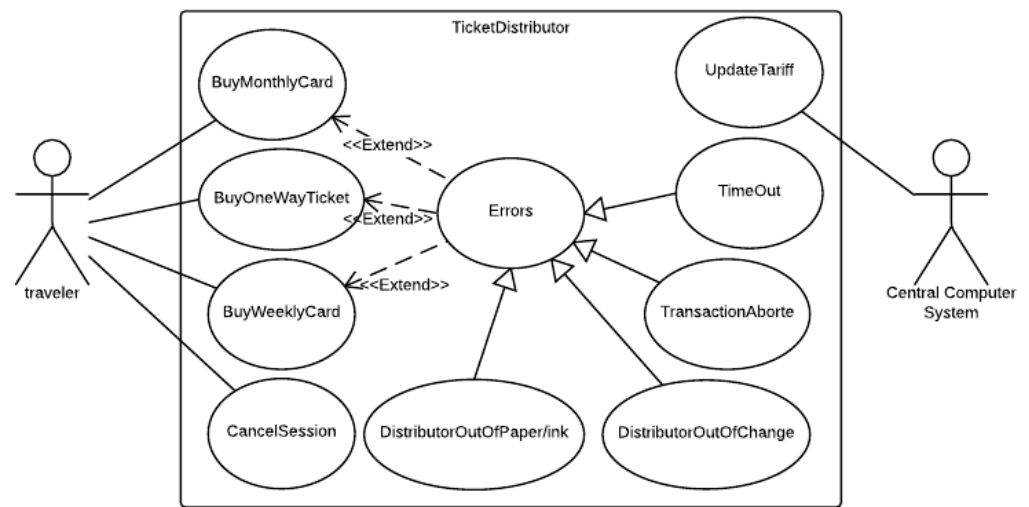 TicketDistributor
BuyMonthlyCard
UpdateTariff
<<Extend>>
BuyOneWayTicket
<<Extend>>
Errors
TimeOut
<<Extend>>
traveler
BuyWeeklyCard
TransactionAborte
Central Computer
System
CancelSession
DistributorOutOfPaper/ink
DistributorOutOfChange